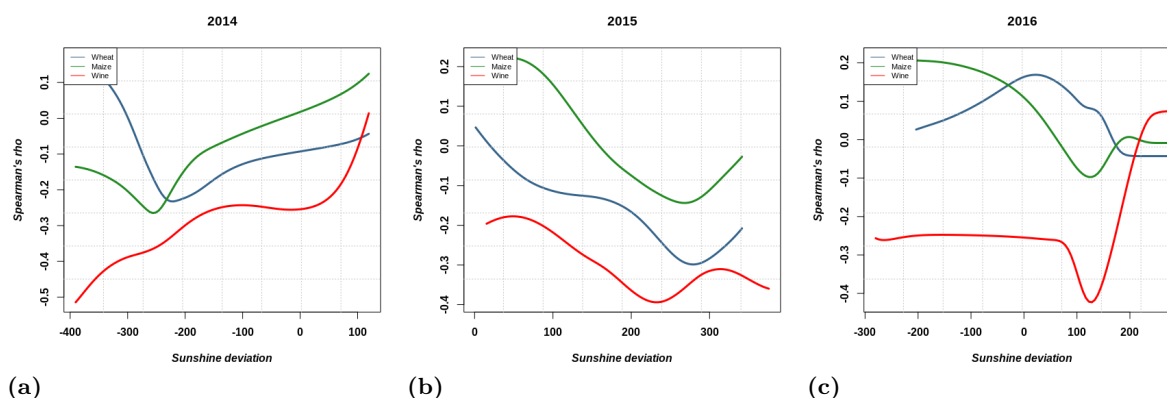 2014
Wheat
Maize
Wine
0.1
0.0
-0.1
-0.2
-0.3
-0.4
-0.5
Spearman's rho
-400 -300 -200 -100 0 100
Sunshine deviation
(a)
2015
Wheat
Maize
Wine
0.2
0.1
0.0
-0.1
-0.2
-0.3
-0.4
Spearman's rho
0 100 200 300
Sunshine deviation
(b)
2016
Wheat
Maize
Wine
0.2
0.1
0.0
-0.1
-0.2
-0.3
-0.4
Spearman's rho
-300 -200 -100 0 100 200
Sunshine deviation
(c)